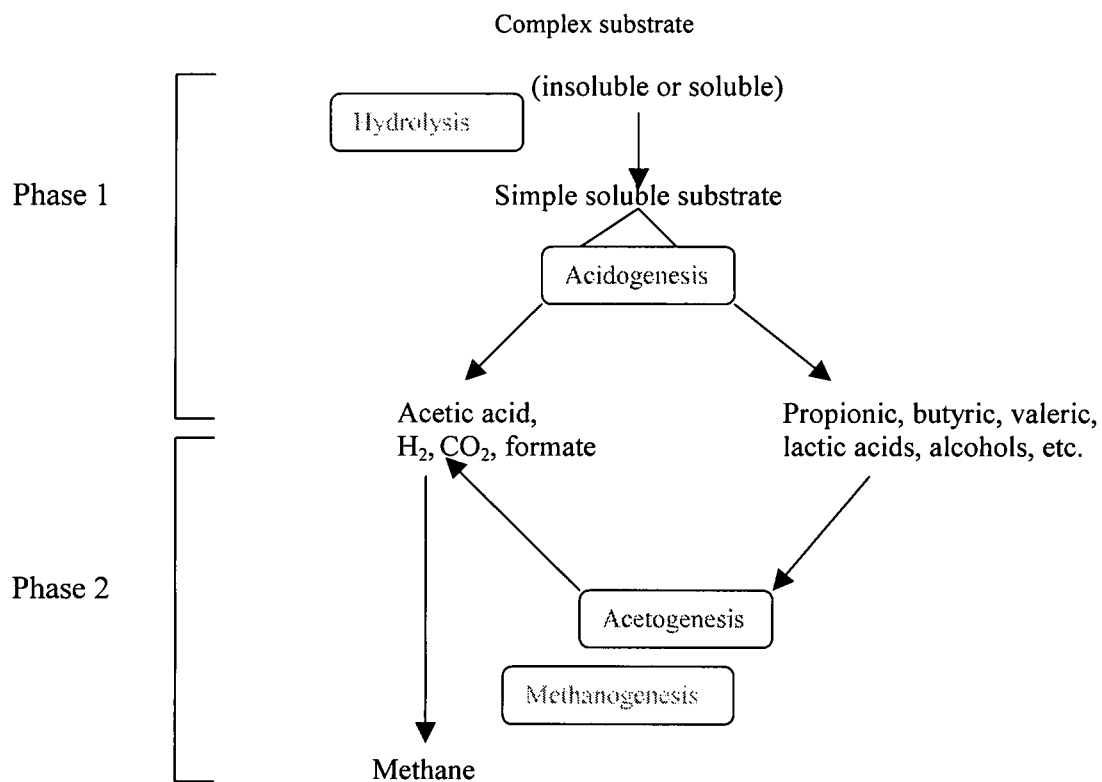 Complex substrate
(insoluble or soluble)
Hydrolysis
Phase 1
Simple soluble substrate
Acidogenesis
Acetic acid,
H₂, CO₂, formate
Propionic, butyric, valeric,
lactic acids, alcohols, etc.
Phase 2
Acetogenesis
Methanogenesis
Methane